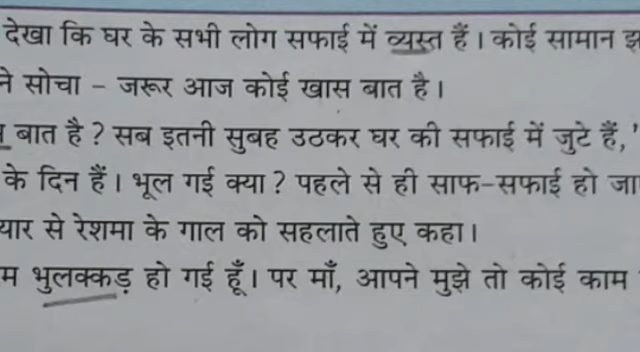 देखा कि घर के सभी लोग सफाई में व्यस्त हैं । कोई सामान
ने सोचा – जरूर आज कोई खास बात है ।
बात है ? सब इतनी सुबह उठकर घर की सफाई में जुटे हैं,'
के दिन हैं । भूल गई क्या ? पहले से ही साफ-सफाई हो जा
यार से रेशमा के गाल को सहलाते हुए कहा ।
म भुलक्कड़ हो गई हूँ । पर माँ, आपने मुझे तो कोई काम